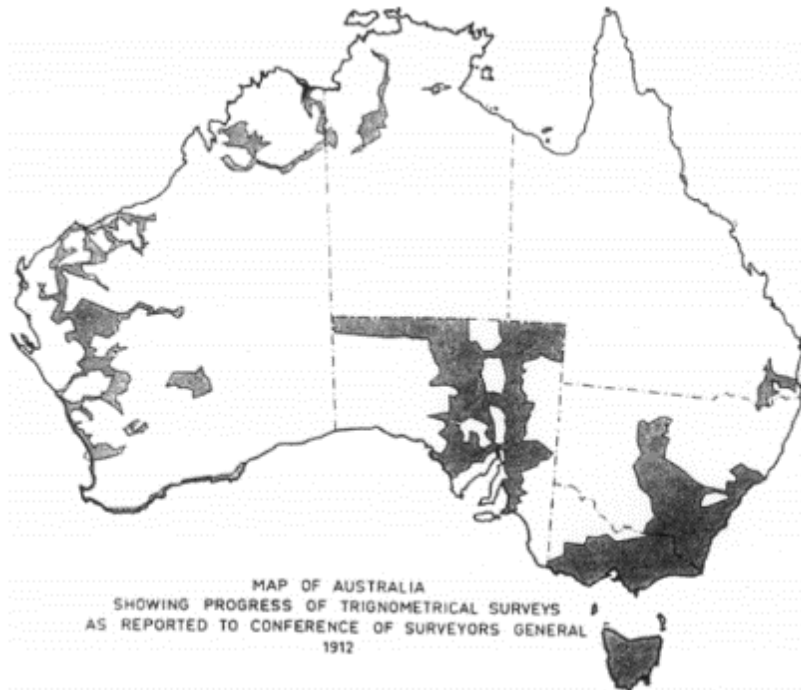 MAP OF AUSTRALIA
SHOWING PROGRESS OF TRIGNOMETRICAL SURVEYS
AS REPORTED TO CONFERENCE OF SURVEYORS GENERAL
1912